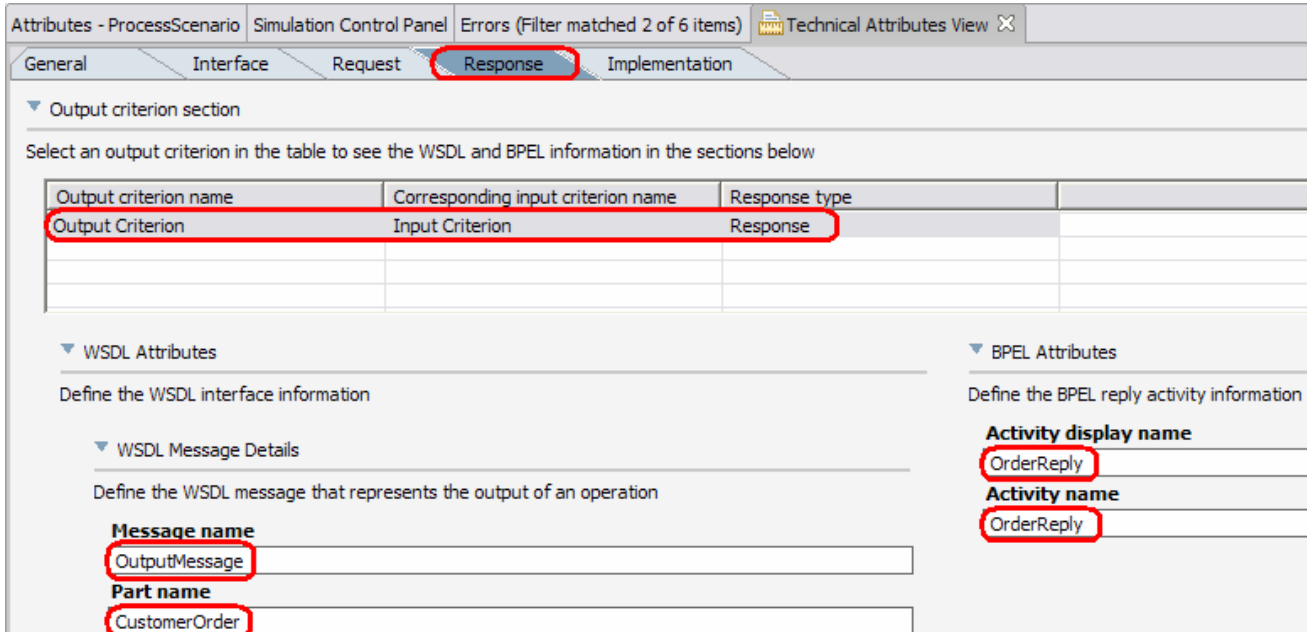 Attributes - ProcessScenario Simulation Control Panel Errors (Filter matched 2 of 6 items) Technical Attributes View
General Interface Request Response Implementation
Output criterion section
Select an output criterion in the table to see the WSDL and BPEL information in the sections below
Output criterion name Corresponding input criterion name Response type
Output Criterion Input Criterion Response
WSDL Attributes
Define the WSDL interface information
WSDL Message Details
Define the WSDL message that represents the output of an operation
Message name
OutputMessage
Part name
CustomerOrder
BPEL Attributes
Define the BPEL reply activity information
Activity display name
OrderReply
Activity name
OrderReply